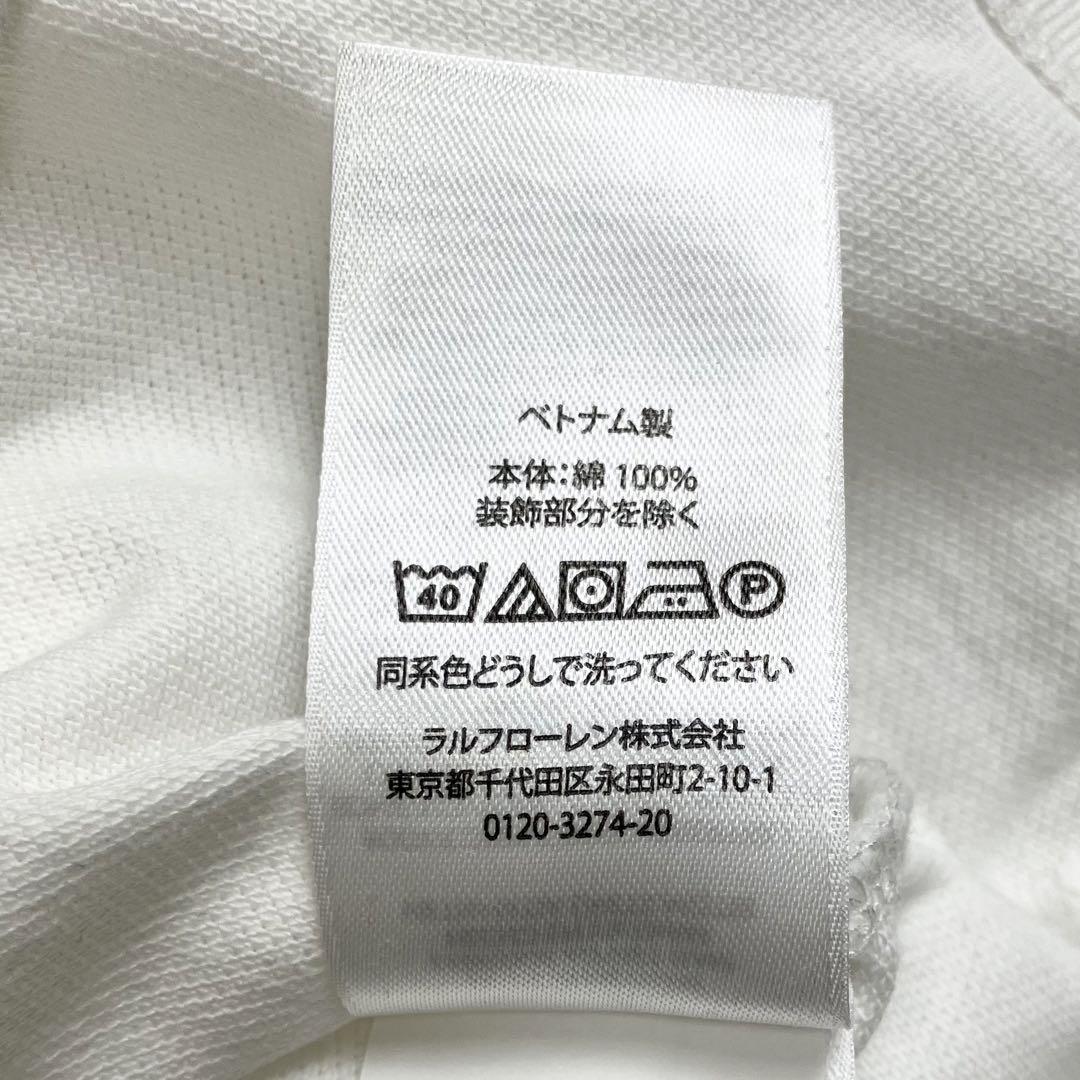 ベトナム製
本体：綿 100%
装飾部分を除く
40 P
同系色どうしで洗ってください
ラルフローレン株式会社
東京都千代田区永田町2-10-1
0120-3274-20